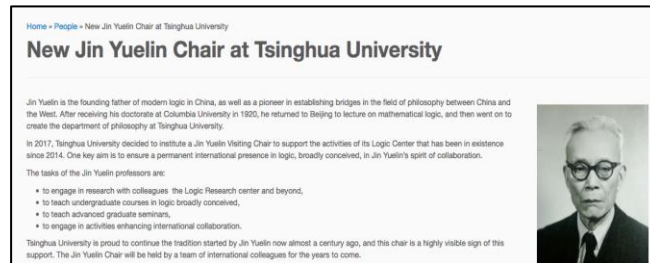 Home » People » New Jin Yuelin Chair at Tsinghua University
New Jin Yuelin Chair at Tsinghua University
Jin Yuelin is the founding father of modern logic in China, as well as a pioneer in establishing bridges in the field of philosophy between China and
the West. After receiving his doctorate at Columbia University in 1920, he returned to Beijing to lecture on mathematical logic, and then went on to
create the department of philosophy at Tsinghua University.
In 2017, Tsinghua University decided to institute a Jin Yuelin Visiting Chair to support the activities of its Logic Center that has been in existence
since 2014. One key aim is to ensure a permanent international presence in logic, broadly conceived, in Jin Yuelin's spirit of collaboration.
The tasks of the Jin Yuelin professors are:
• to engage in research with colleagues the Logic Research center and beyond,
• to teach undergraduate courses in logic broadly conceived,
• to teach advanced graduate seminars,
• to engage in activities enhancing international collaboration.
Tsinghua University is proud to continue the tradition started by Jin Yuelin now almost a century ago, and this chair is a highly visible sign of this
support. The Jin Yuelin Chair will be held by a team of international colleagues for the years to come.